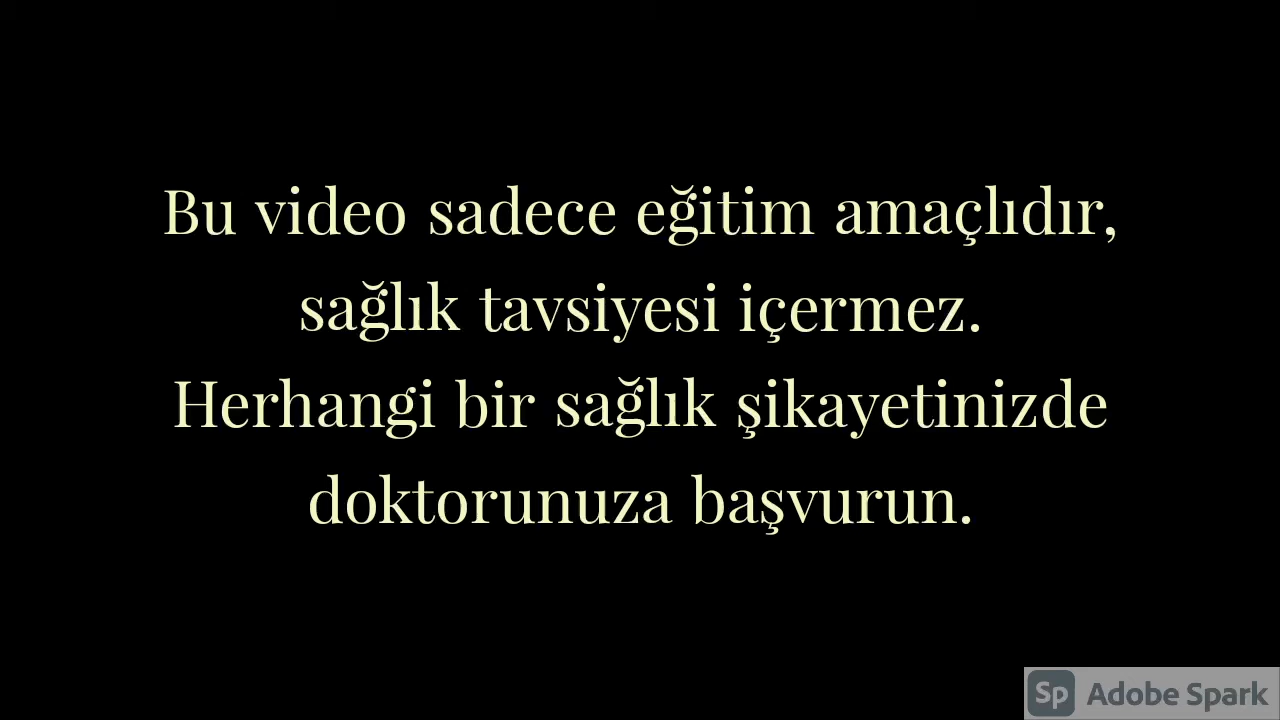 Bu video sadece eğitim amaçlıdır,
sağlık tavsiyesi içermez.
Herhangi bir sağlık şikayetinizde
doktorunuza başvurun.
Sp Adobe Spark